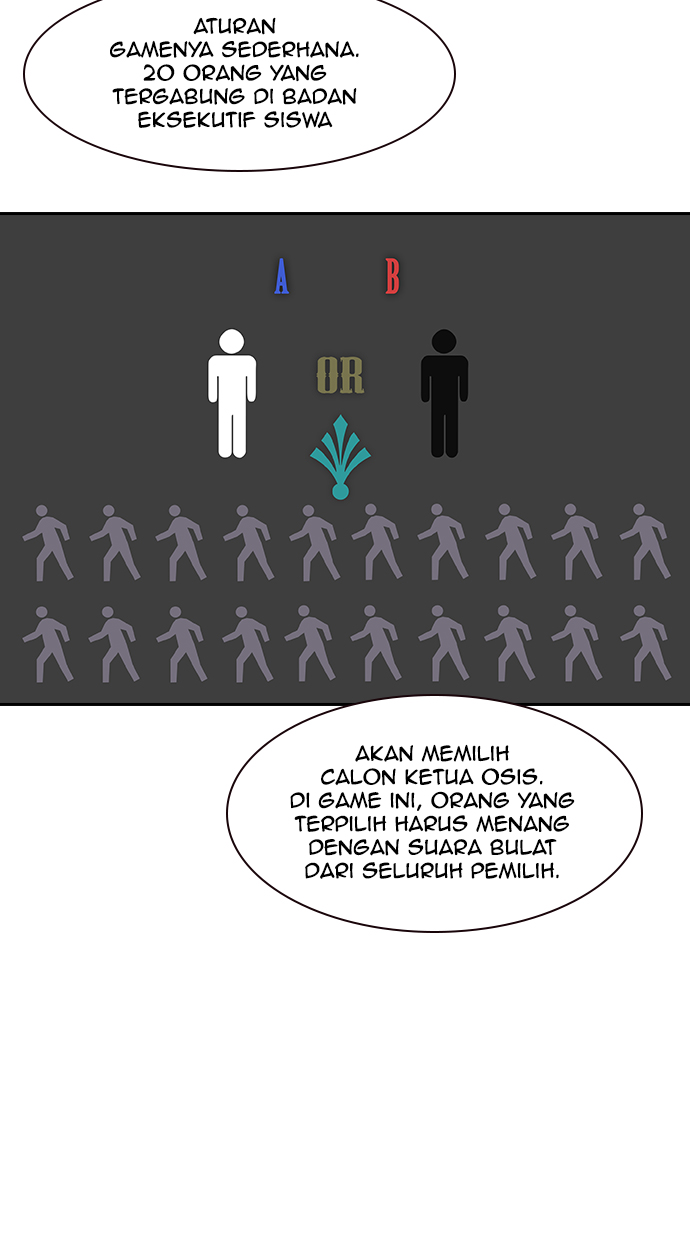 ATURAN
GAMENYA SEDERHANA.
20 ORANG YANG
TERGABUNG DI BADAN
EKSEKUTIF SISWA
A B
OR
AKAN MEMILIH
CALON KETUA OSIS.
DI GAME INI, ORANG YANG
TERPILIH HARUS MENANG
DENGAN SUARA BULAT
DARI SELURUH PEMILIH.